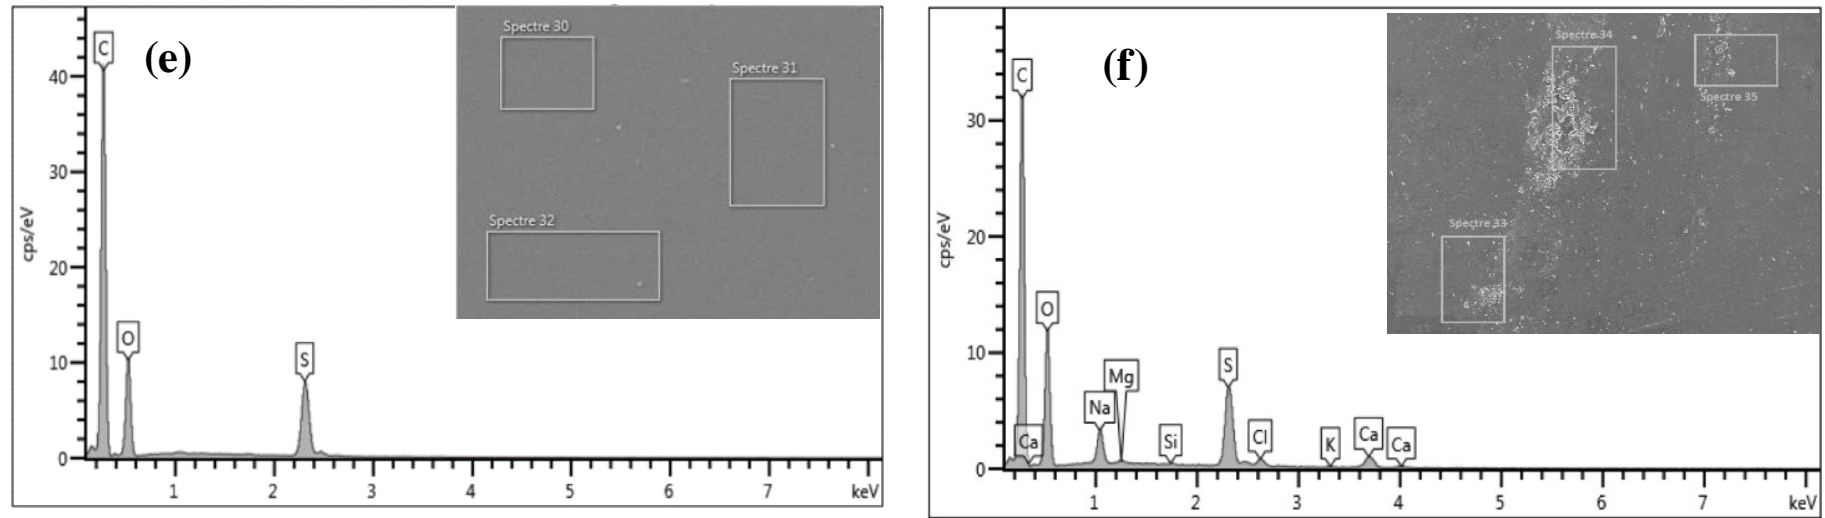 (e)
cps/eV
40
30
20
10
0
C
O
S
1 2 3 4 5 6 7 keV
Spectre 30
Spectre 31
Spectre 32
(f)
cps/eV
30
20
10
0
C
Ca
O
Na
Mg
Si
S
Cl
K
Ca
Ca
1 2 3 4 5 6 7 keV
Spectre 34
Spectre 35
Spectre 33